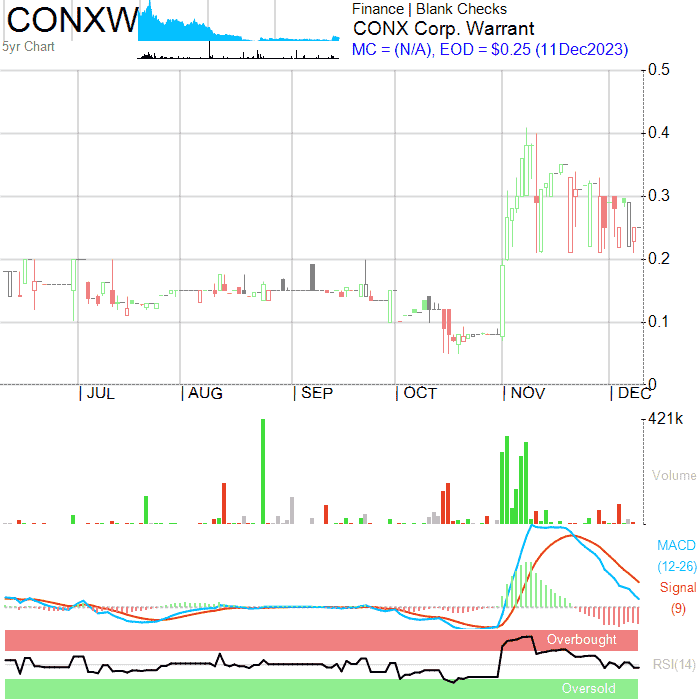 CONXW
5yr Chart
Finance | Blank Checks
CONX Corp. Warrant
MC = (N/A), EOD = $0.25 (11Dec2023)
0.5
0.4
0.3
0.2
0.1
0
JUL AUG SEP OCT NOV DEC
421k
Volume
MACD
(12-26)
Signal
(9)
Overbought
RSI(14)
Oversold